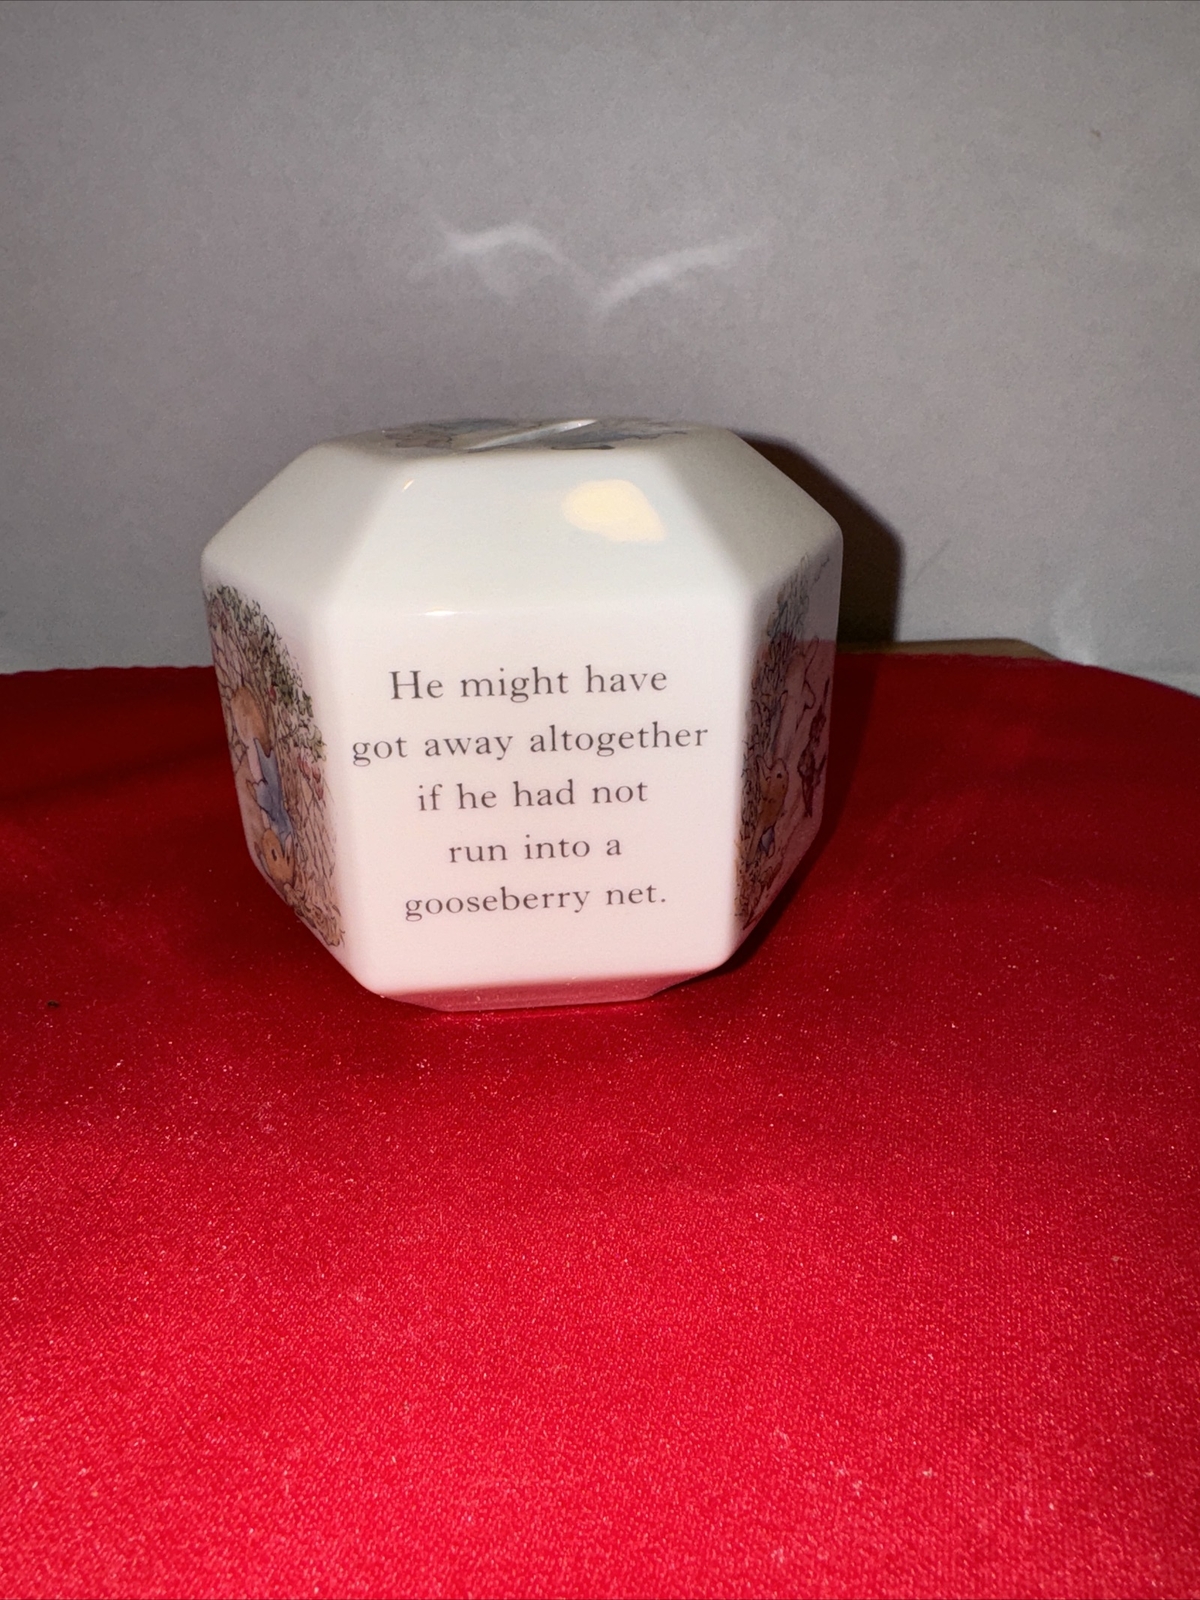 He might have
got away altogether
if he had not
run into a
gooseberry net.